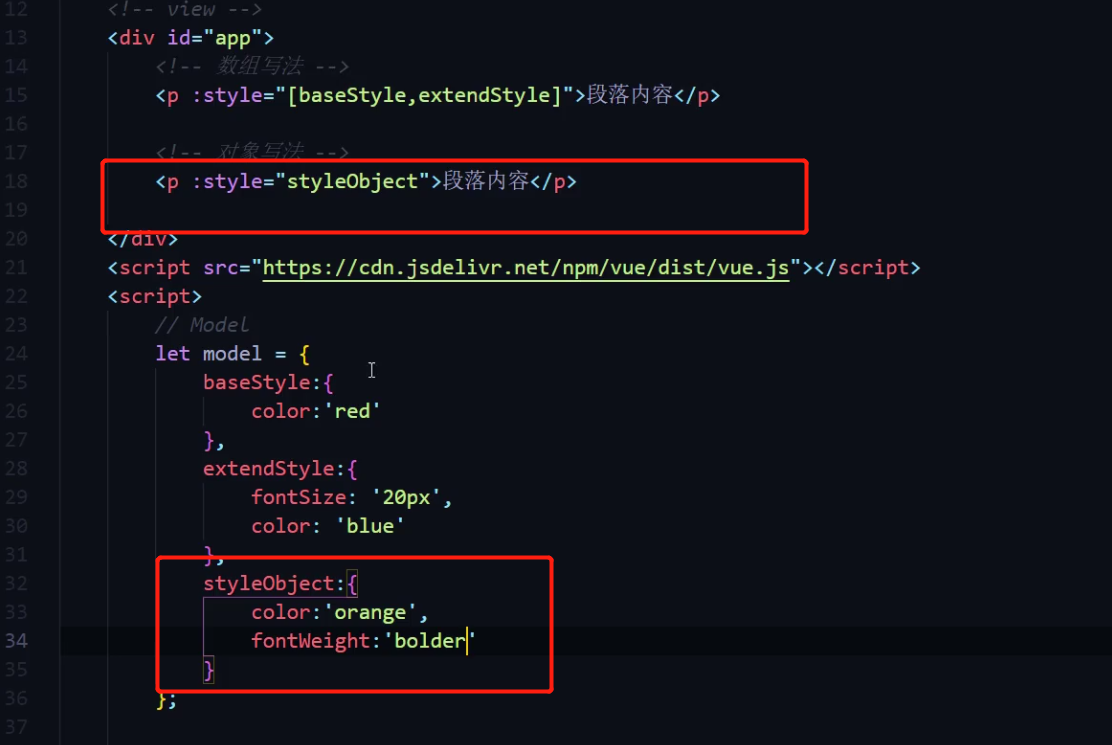 12 <!-- view -->
13 <div id="app">
14 <!-- 数组写法 -->
15 <p :style="[baseStyle,extendStyle]">段落内容</p>
16
17 <!-- 对象写法 -->
18 <p :style="styleObject">段落内容</p>
19
20 </div>
21 <script src="https://cdn.jsdelivr.net/npm/vue/dist/vue.js"></script>
22 <script>
23 // Model
24 let model = {
25 baseStyle:{
26 color:'red'
27 },
28 extendStyle:{
29 fontSize: '20px',
30 color: 'blue'
31 },
32 styleObject:{
33 color:'orange',
34 fontWeight:'bolder'
35 }
36 };
37